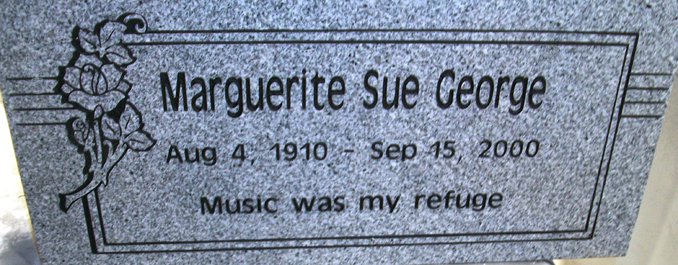 Marguerite Sue George
Aug 4, 1910 - Sep 15, 2000
Music was my refuge